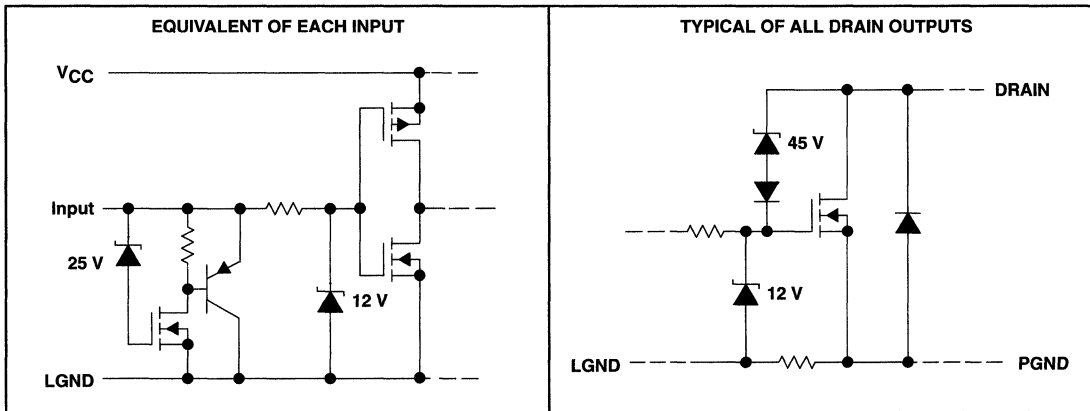 EQUIVALENT OF EACH INPUT
VCC
Input
25 V
12 V
LGND
TYPICAL OF ALL DRAIN OUTPUTS
DRAIN
45 V
12 V
LGND
PGND